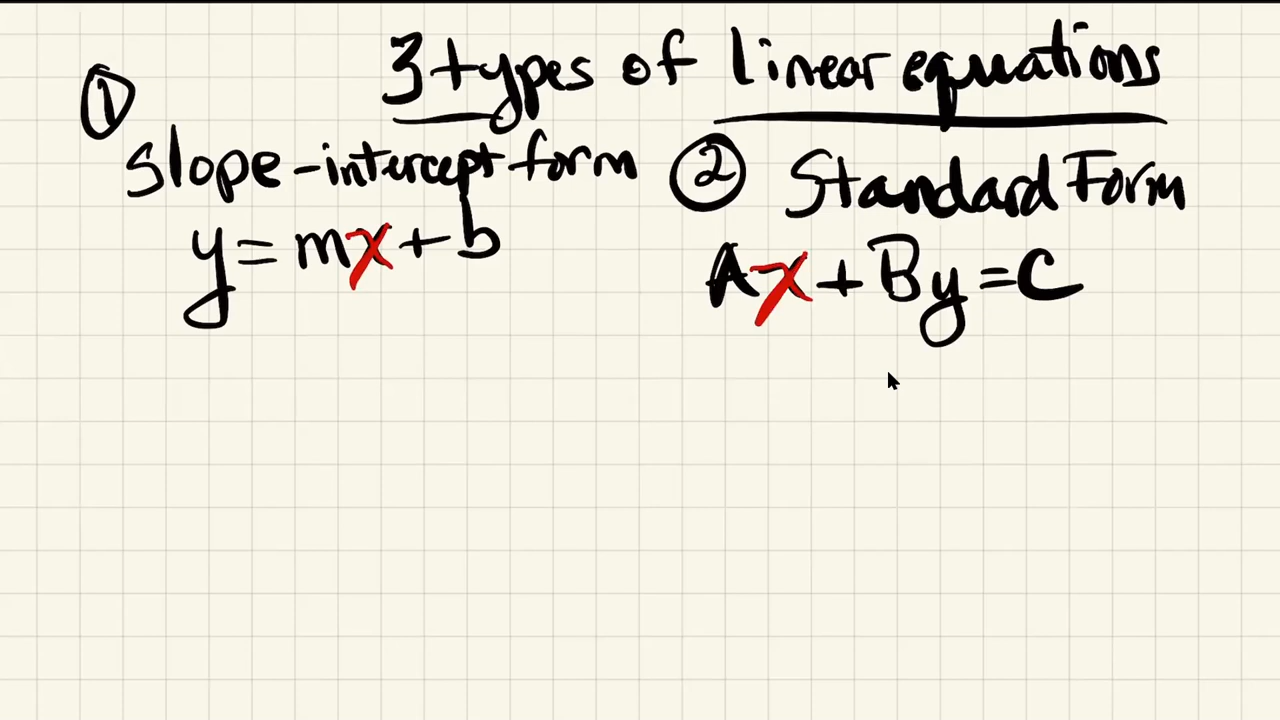 3 types of linear equations
①
slope-intercept form
y = mx + b
② Standard Form
Ax + By = C